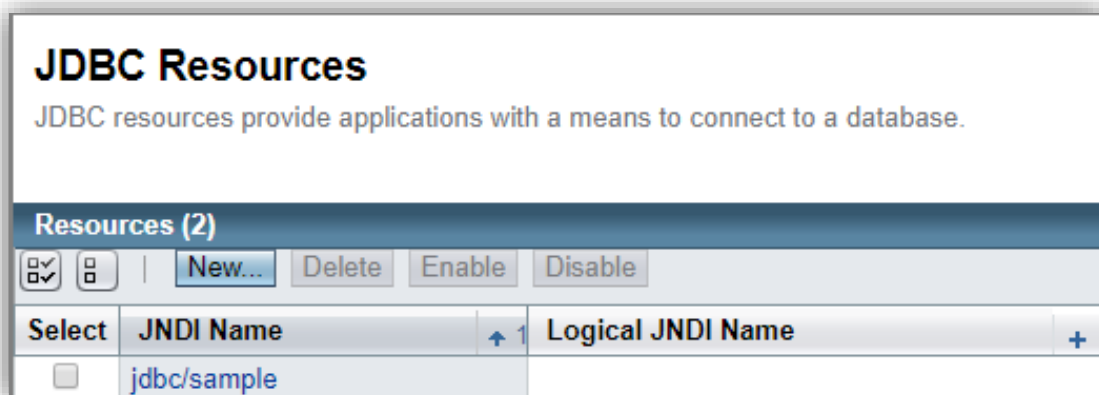 JDBC Resources
JDBC resources provide applications with a means to connect to a database.
Resources (2)
New... Delete Enable Disable
Select JNDI Name 1 Logical JNDI Name
jdbc/sample